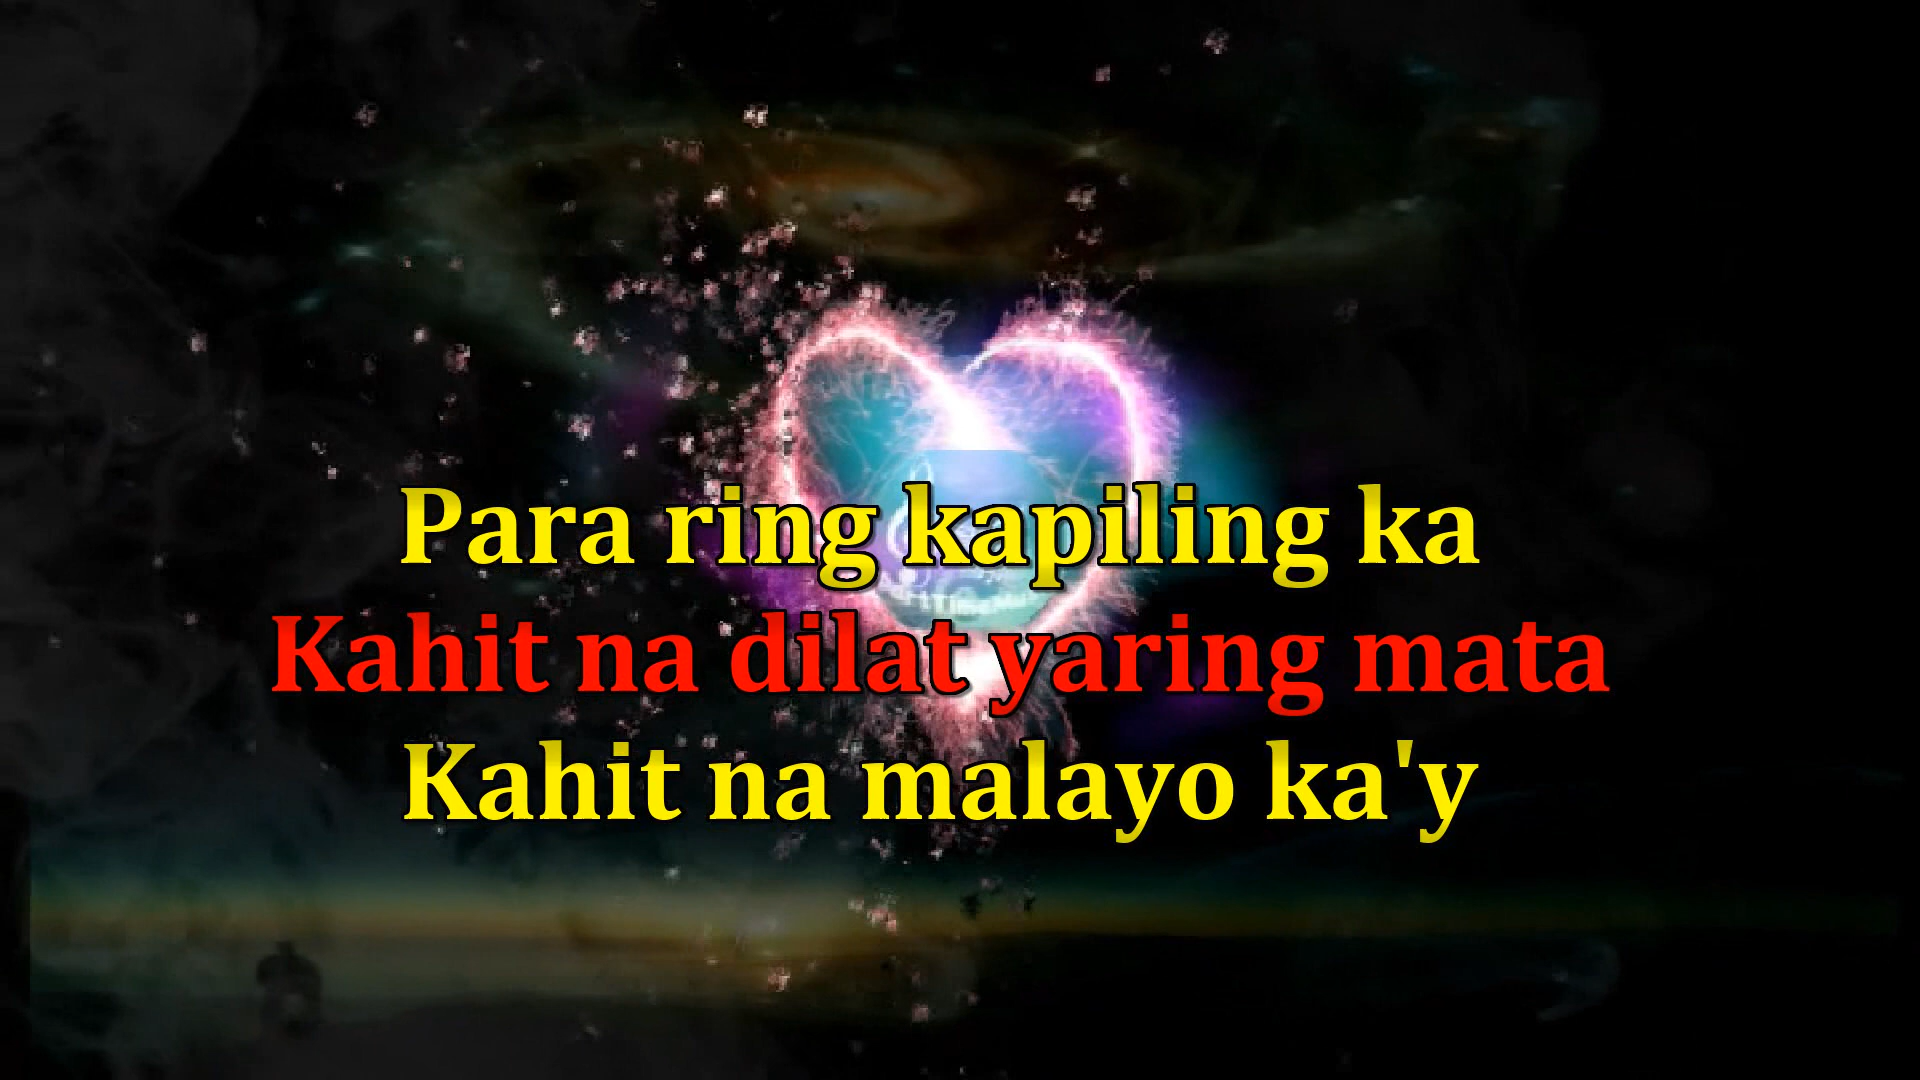 Para ring kapiling ka
Kahit na dilat yaring mata
Kahit na malayo ka'y